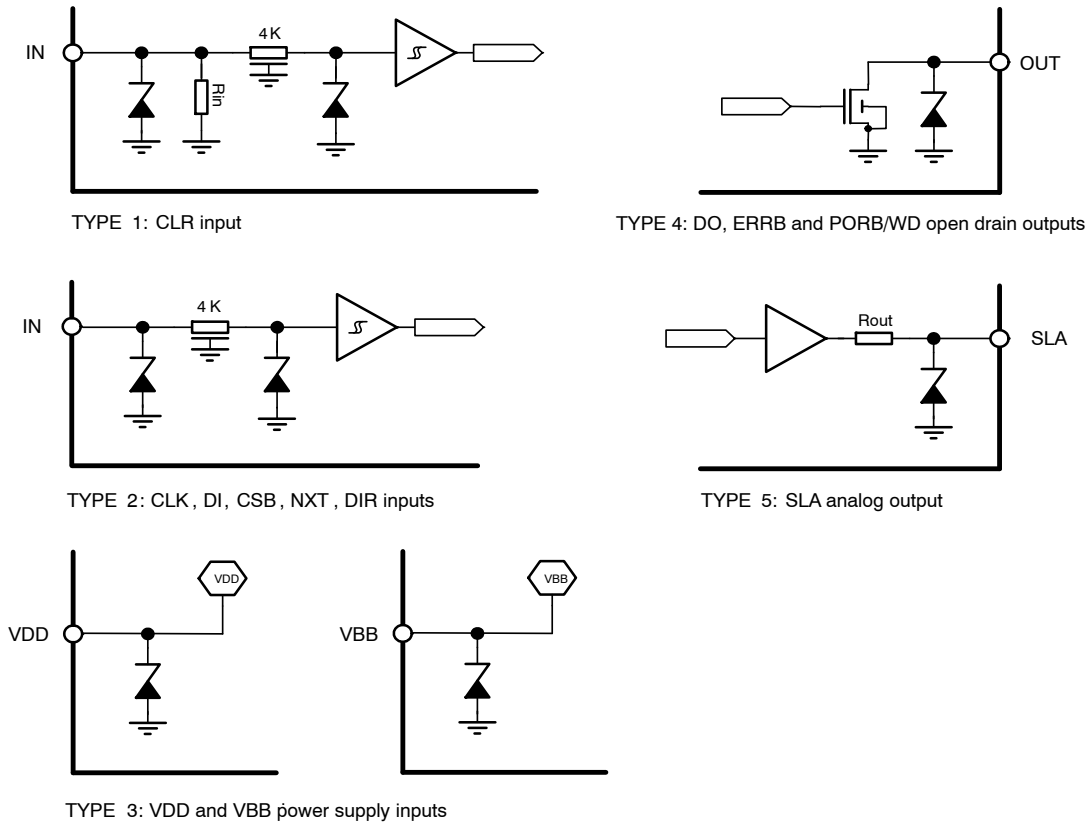 IN
4 K
Rin
TYPE 1: CLR input
OUT
TYPE 4: DO, ERRB and PORB/WD open drain outputs
IN
4 K
TYPE 2: CLK , DI, CSB , NXT , DIR inputs
Rout
SLA
TYPE 5: SLA analog output
VDD
VDD
VBB
VBB
TYPE 3: VDD and VBB power supply inputs